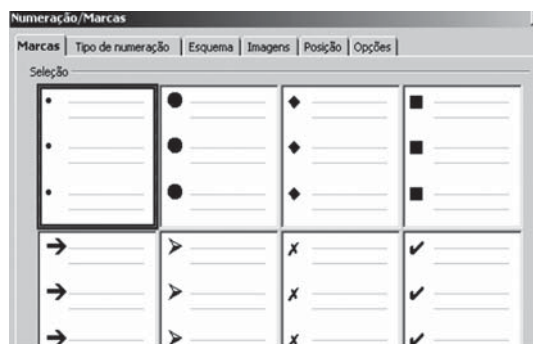 Numeração/Marcas
Marcas Tipo de numeração Esquema Imagens Posição Opções
Seleção